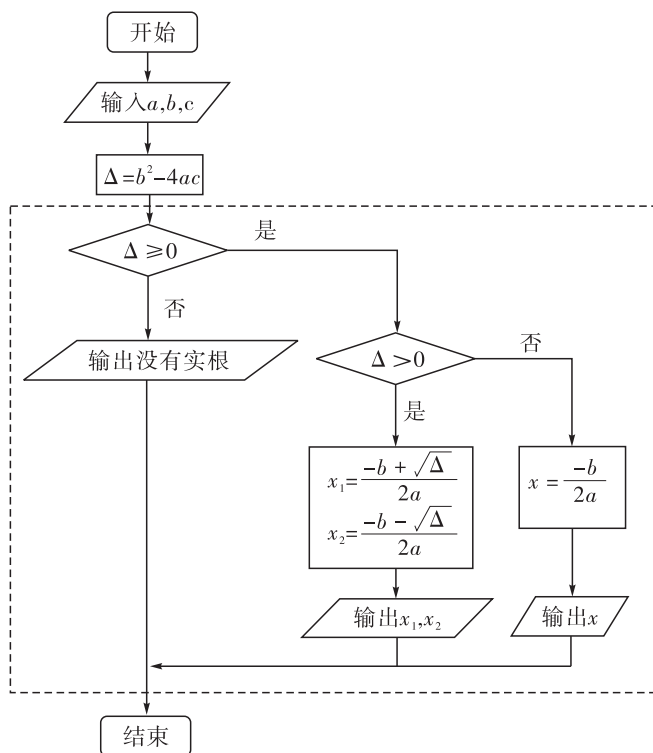 开始
输入a,b,c
Δ=b²-4ac
Δ≥0
是
否
输出没有实根
Δ>0
否
是
x₁=(-b+√Δ)/2a
x₂=(-b-√Δ)/2a
x=-b/2a
输出x₁,x₂
输出x
结束